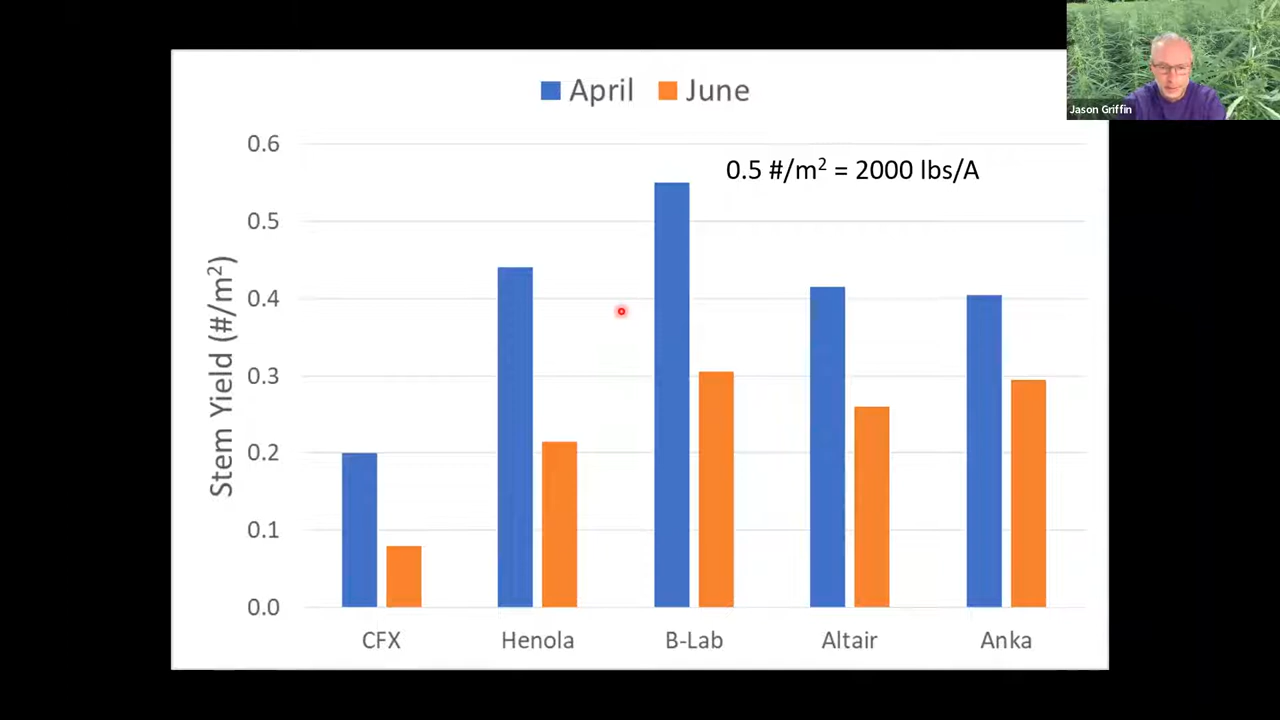 Jason Griffin
April June
0.5 #/m² = 2000 lbs/A
Stem Yield (#/m²)
0.6
0.5
0.4
0.3
0.2
0.1
0.0
CFX Henola B-Lab Altair Anka